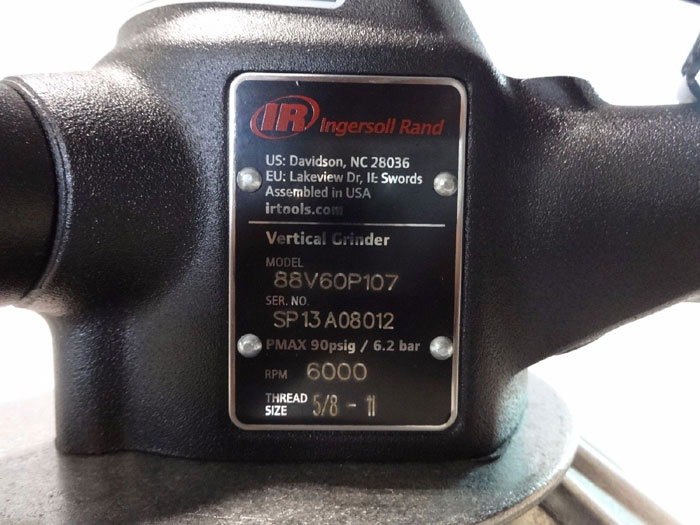 IR Ingersoll Rand
US: Davidson, NC 28036
EU: Lakeview Dr, IE Swords
Assembled in USA
irtools.com
Vertical Grinder
MODEL
88V60P107
SER. NO.
SP13A08012
PMAX 90psig / 6.2 bar
RPM 6000
THREAD SIZE 5/8 - 11